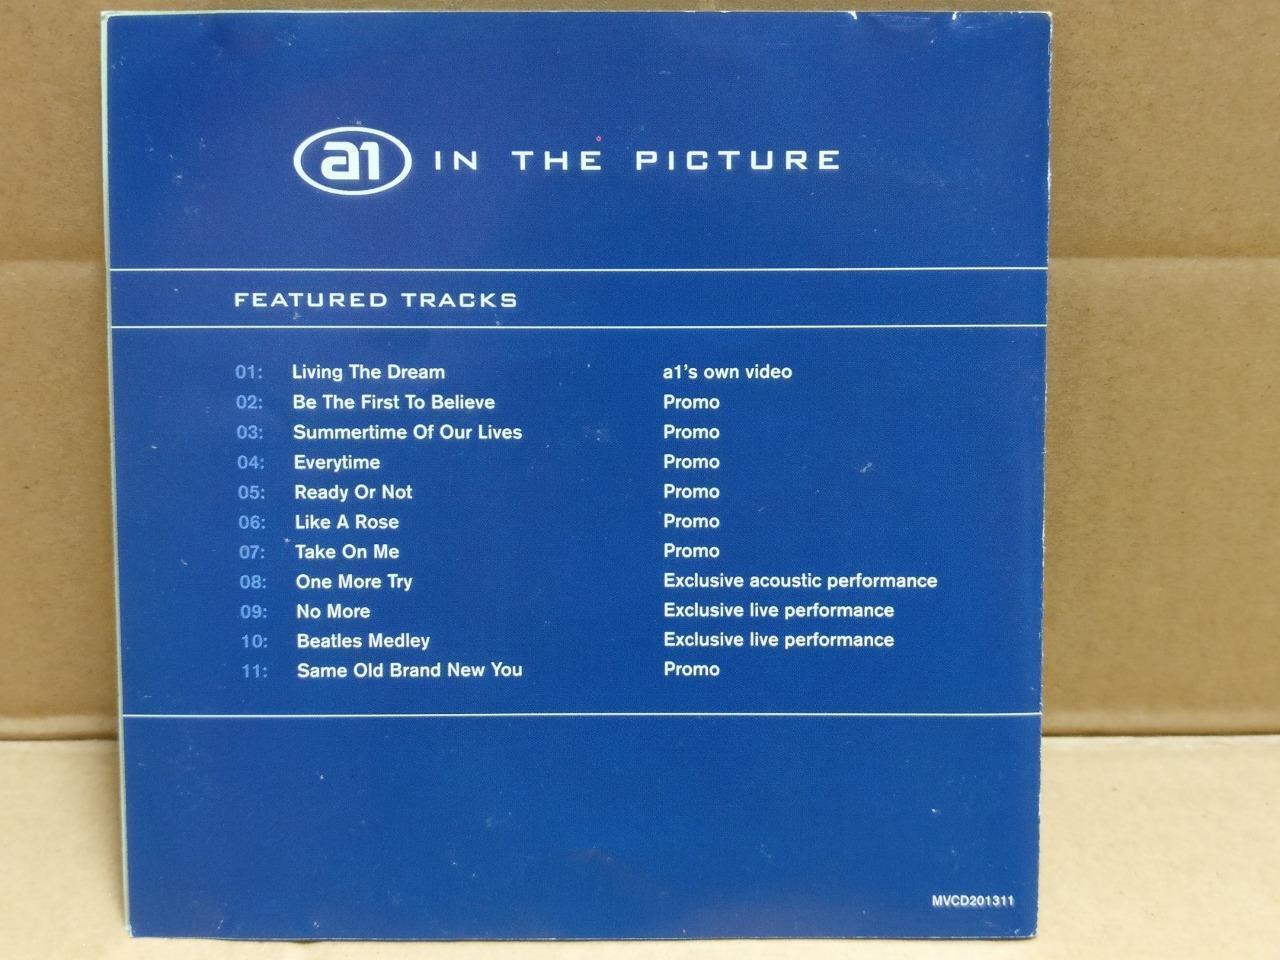 a1 IN THE PICTURE
FEATURED TRACKS
01: Living The Dream a1's own video
02: Be The First To Believe Promo
03: Summertime Of Our Lives Promo
04: Everytime Promo
05: Ready Or Not Promo
06: Like A Rose Promo
07: Take On Me Promo
08: One More Try Exclusive acoustic performance
09: No More Exclusive live performance
10: Beatles Medley Exclusive live performance
11: Same Old Brand New You Promo
MVCD201311